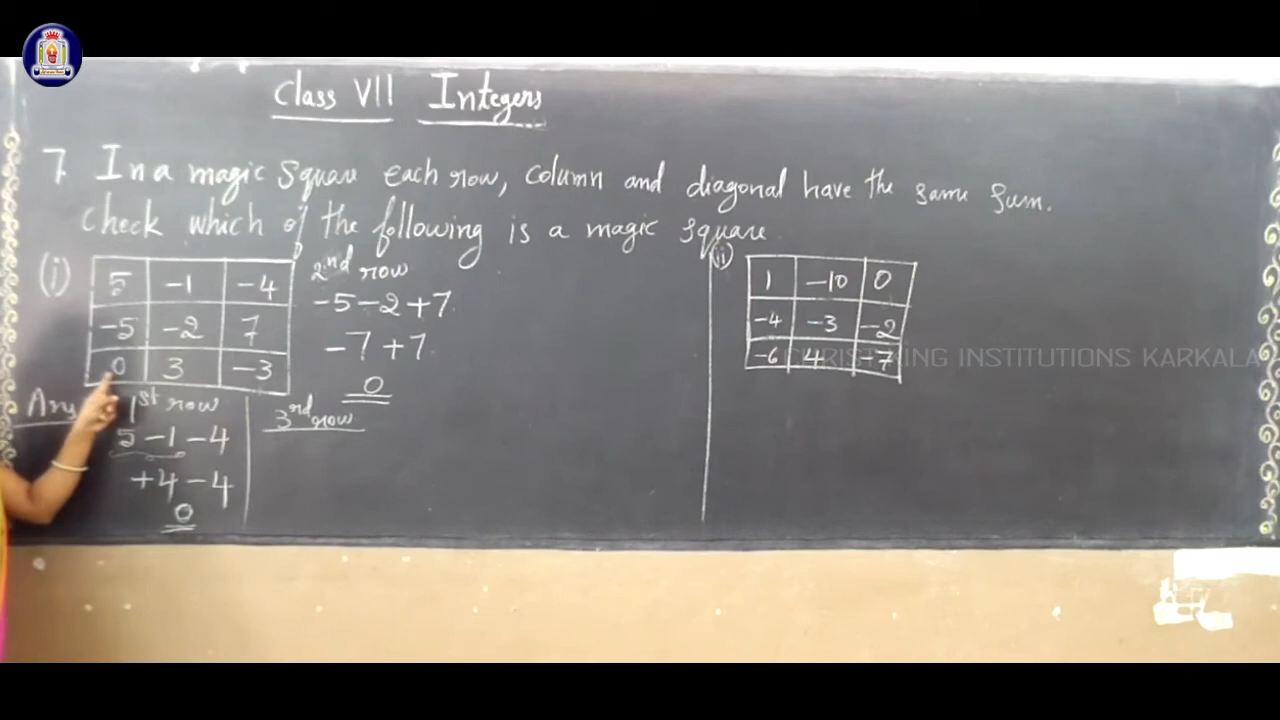 Class VII Integers
7. In a magic square each row, column and diagonal have the same sum.
check which of the following is a magic square
(i)
5 -1 -4
-5 -2 7
0 3 -3
2nd row
-5-2+7
-7+7
0
(ii)
1 -10 0
-4 -3 -2
-6 4 -7
CHRIST KING INSTITUTIONS KARKALA
Ans
1st row
5-1-4
+4-4
0
3rd row